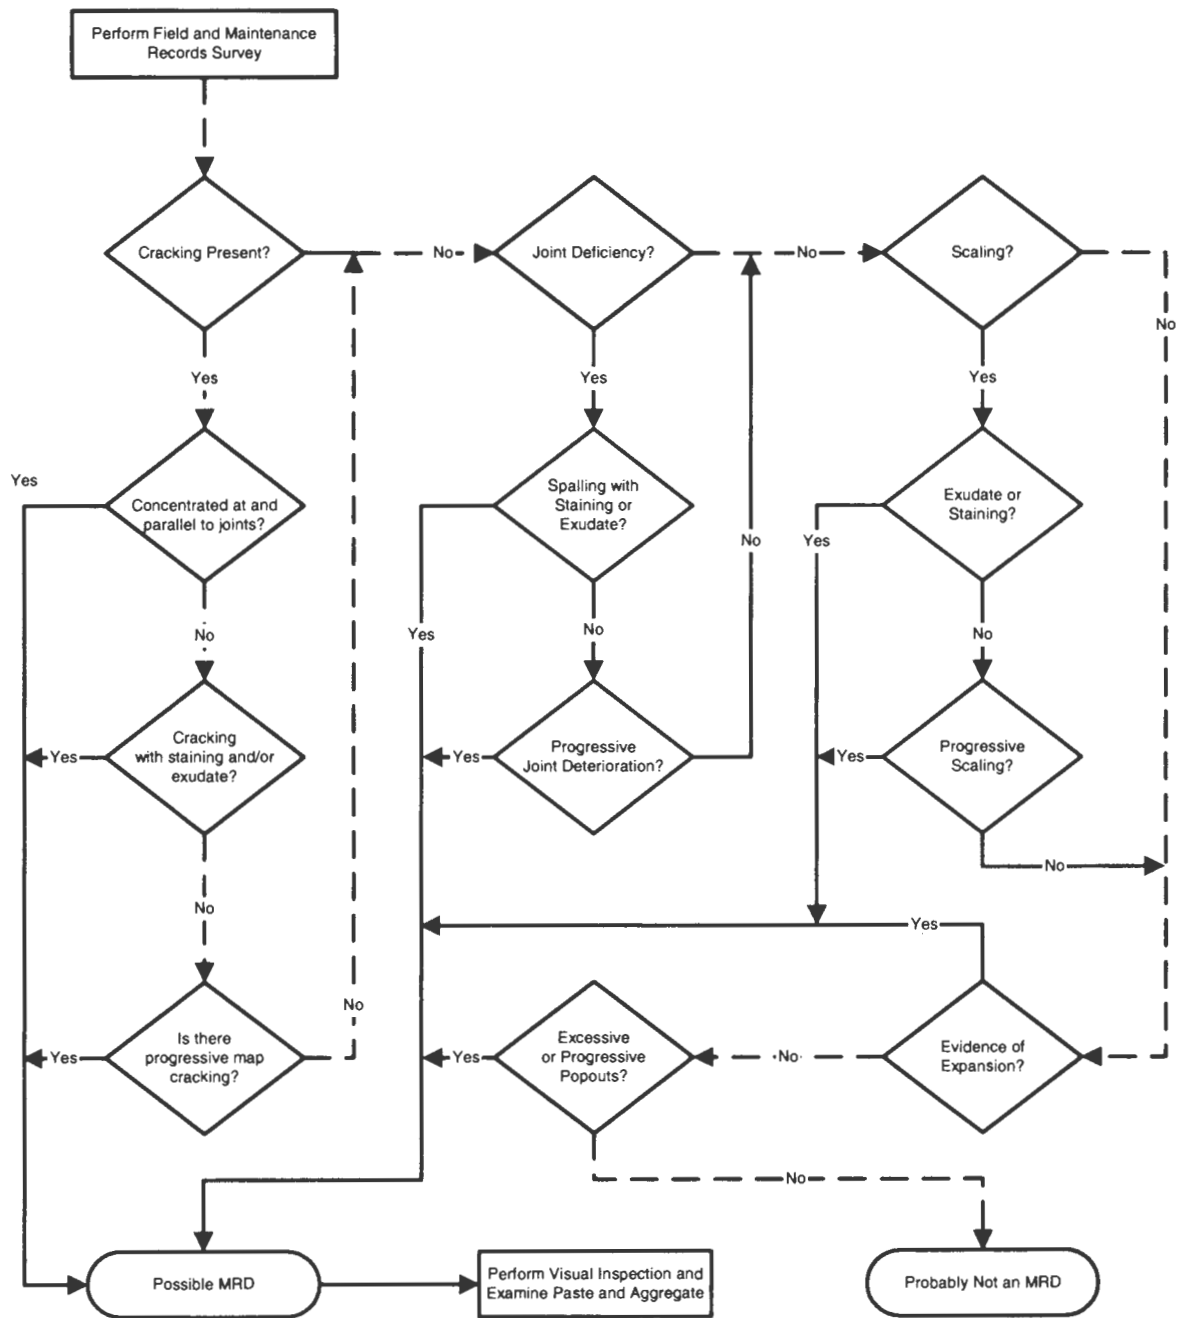 Perform Field and Maintenance
Records Survey
Cracking Present?
No
Joint Deficiency?
No
Scaling?
No
Yes
Yes
Yes
Yes
Concentrated at and
parallel to joints?
Spalling with
Staining or
Exudate?
No
Yes
Exudate or
Staining?
No
Yes
No
No
Yes
Cracking
with staining and/or
exudate?
Yes
Progressive
Joint Deterioration?
Yes
Progressive
Scaling?
No
No
Yes
No
Yes
Is there
progressive map
cracking?
Yes
Excessive
or Progressive
Popouts?
No
Evidence of
Expansion?
No
Possible MRD
Perform Visual Inspection and
Examine Paste and Aggregate
Probably Not an MRD